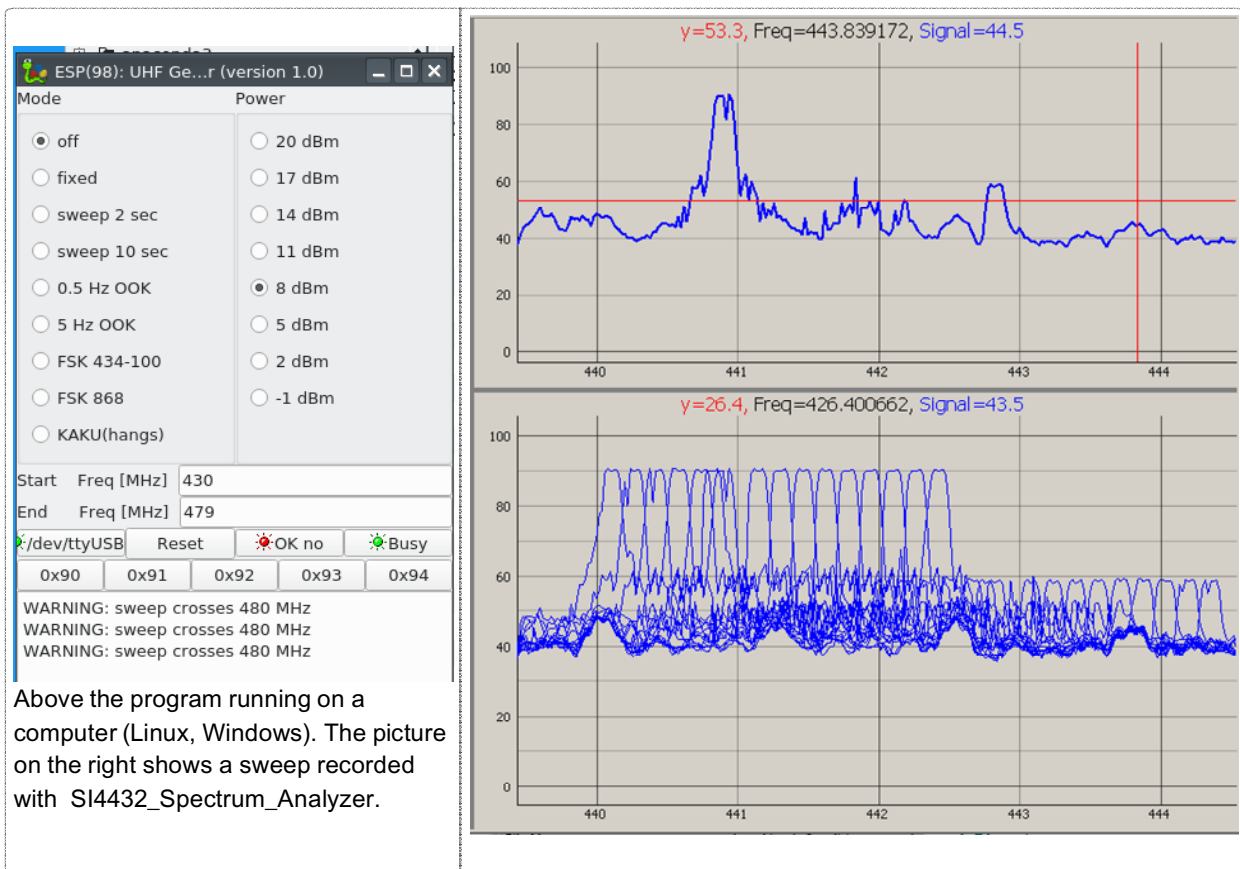 ESP(98): UHF Ge...r (version 1.0)
Mode
Power
off
20 dBm
fixed
17 dBm
sweep 2 sec
14 dBm
sweep 10 sec
11 dBm
0.5 Hz OOK
8 dBm
5 Hz OOK
5 dBm
FSK 434-100
2 dBm
FSK 868
-1 dBm
KAKU(hangs)
Start Freq [MHz] 430
End Freq [MHz] 479
/dev/ttyUSB Reset OK no Busy
0x90 0x91 0x92 0x93 0x94
WARNING: sweep crosses 480 MHz
WARNING: sweep crosses 480 MHz
WARNING: sweep crosses 480 MHz
Above the program running on a
computer (Linux, Windows). The picture
on the right shows a sweep recorded
with SI4432_Spectrum_Analyzer.
y=53.3, Freq=443.839172, Signal=44.5
100
80
60
40
20
0
440 441 442 443 444
y=26.4, Freq=426.400662, Signal=43.5
100
80
60
40
20
0
440 441 442 443 444